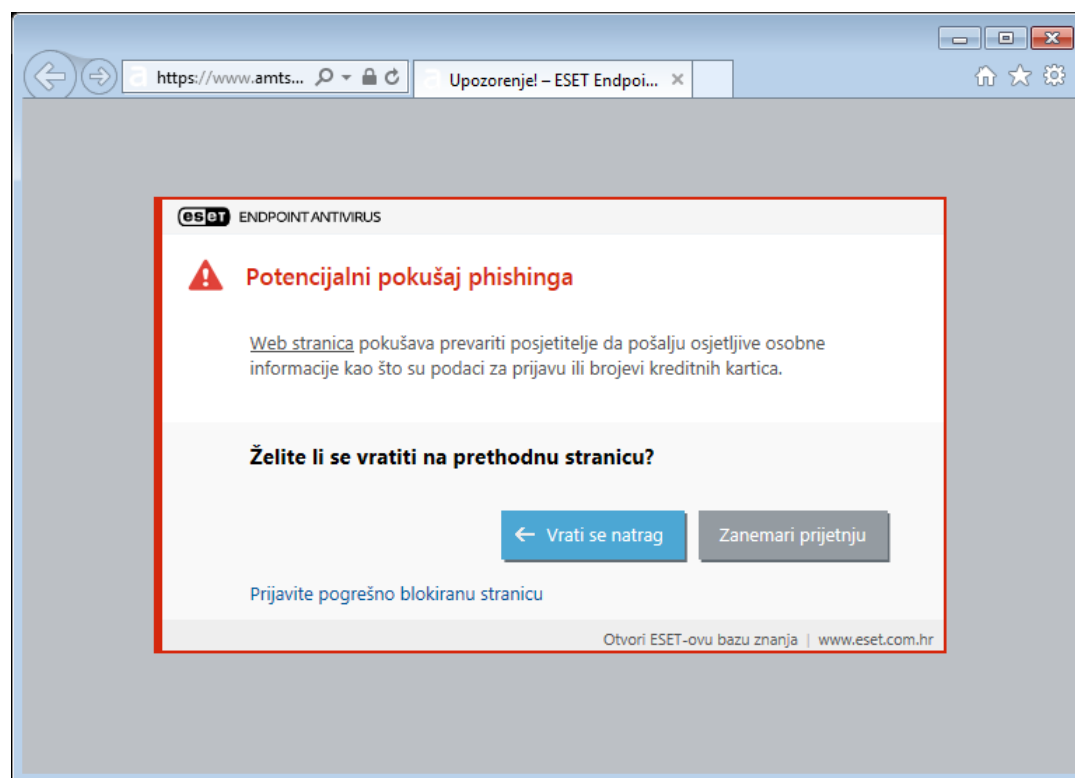 https://www.amts...
Upozorenje! – ESET Endpoi...
eset ENDPOINT ANTIVIRUS
Potencijalni pokušaj phishinga
Web stranica pokušava prevariti posjetitelje da pošalju osjetljive osobne
informacije kao što su podaci za prijavu ili brojevi kreditnih kartica.
Želite li se vratiti na prethodnu stranicu?
← Vrati se natrag
Zanemari prijetnju
Prijavite pogrešno blokiranu stranicu
Otvori ESET-ovu bazu znanja | www.eset.com.hr